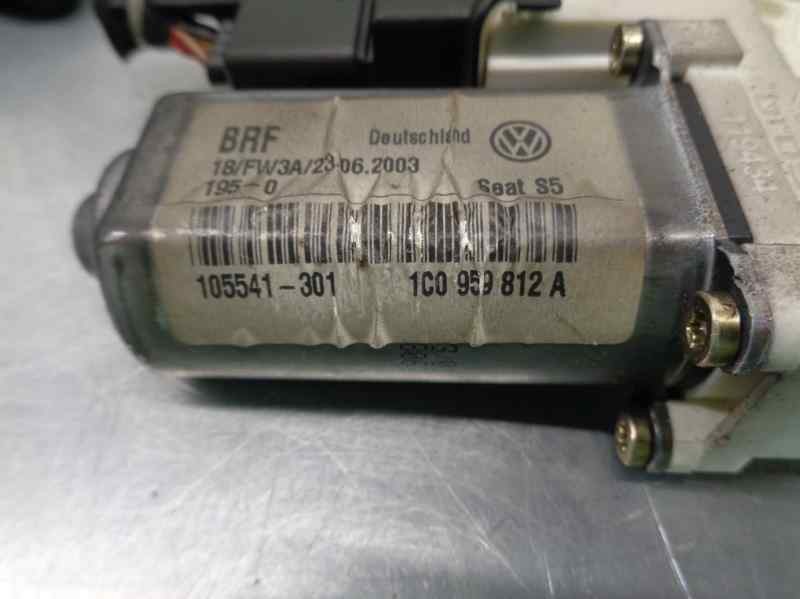 BRF Deutschland
18/FW3A/23-06.2003
195-0 Seat S5
105541-301 1C0 959 812 A